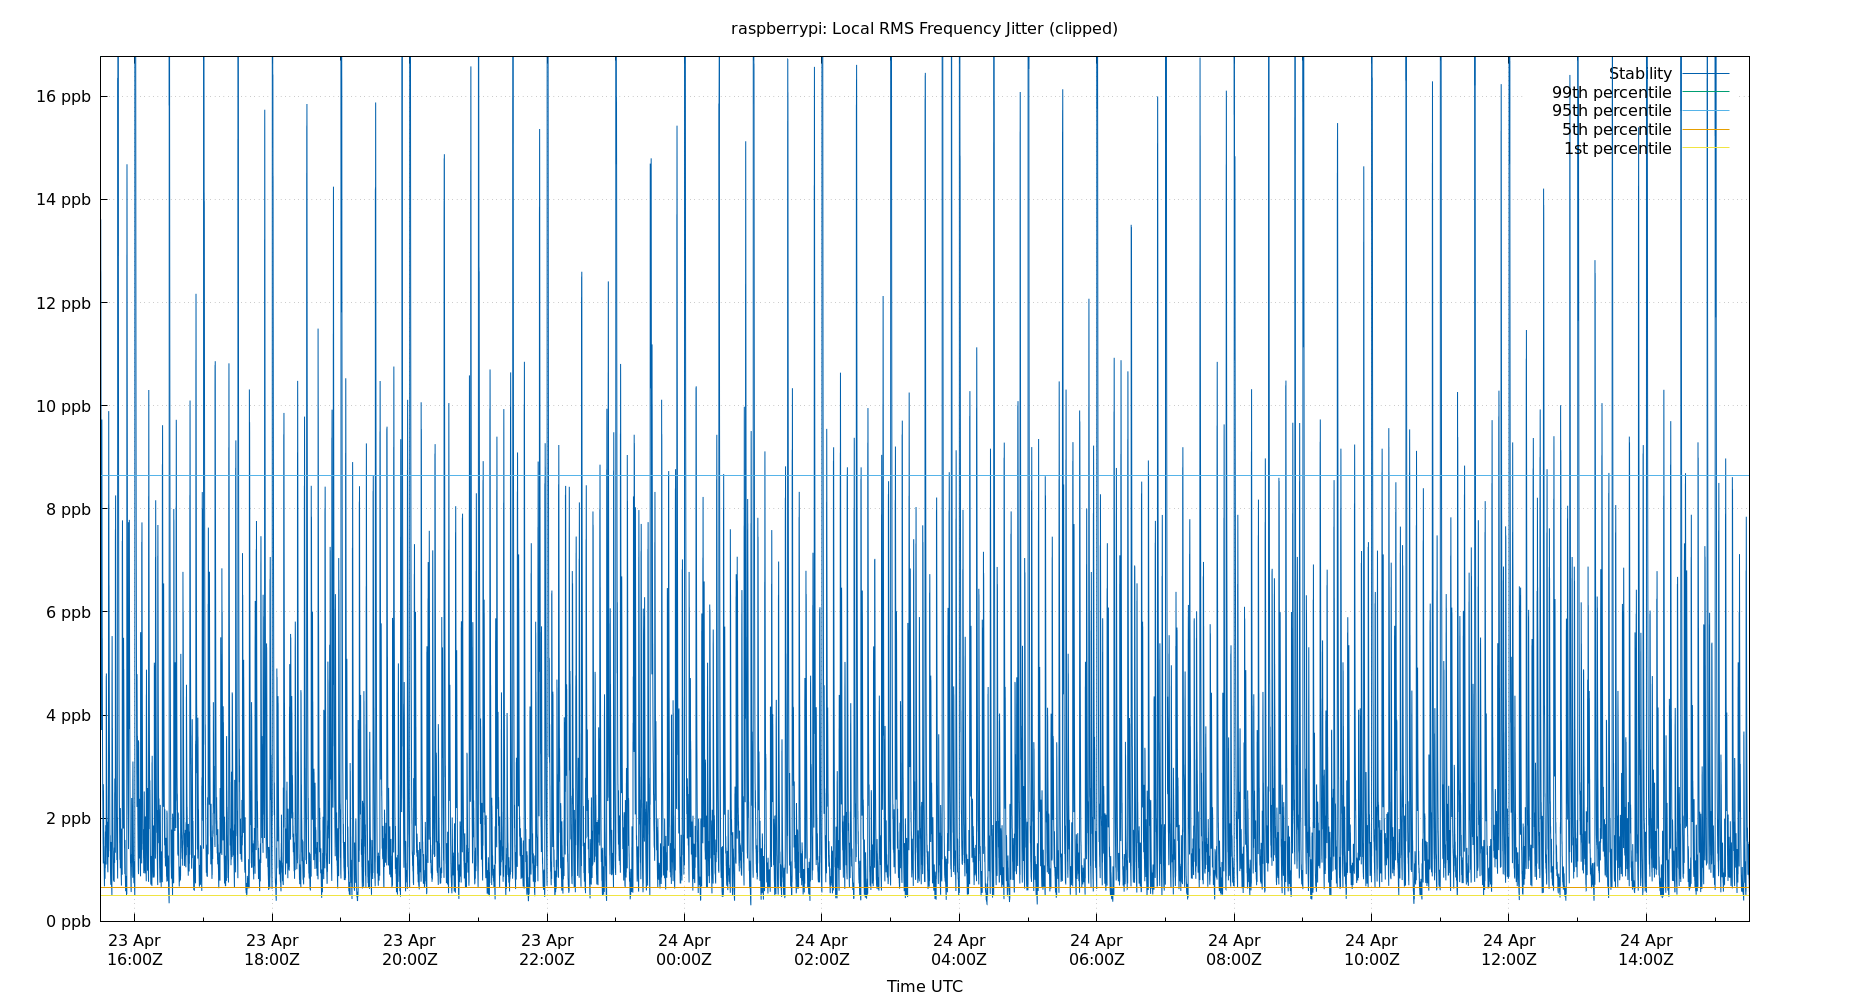 raspberrypi: Local RMS Frequency Jitter (clipped)
Stability
99th percentile
95th percentile
5th percentile
1st percentile
16 ppb
14 ppb
12 ppb
10 ppb
8 ppb
6 ppb
4 ppb
2 ppb
0 ppb
23 Apr 23 Apr 23 Apr 23 Apr 24 Apr 24 Apr 24 Apr 24 Apr 24 Apr 24 Apr 24 Apr 24 Apr
16:00Z 18:00Z 20:00Z 22:00Z 00:00Z 02:00Z 04:00Z 06:00Z 08:00Z 10:00Z 12:00Z 14:00Z
Time UTC